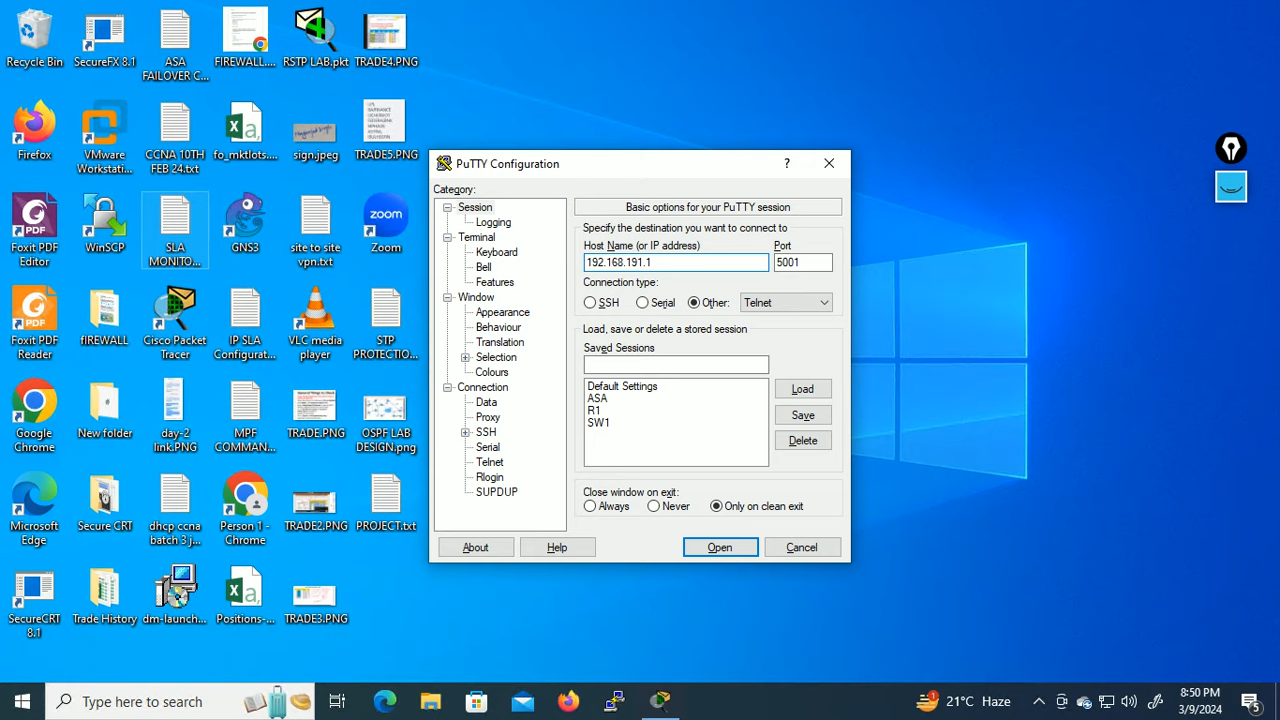 Recycle Bin
SecureFX 8.1
ASA
FAILOVER C...
FIREWALL....
RSTP LAB.pkt
TRADE4.PNG
Firefox
VMware
Workstati...
CCNA 10TH
FEB 24.txt
fo_mktlots....
sign.jpeg
TRADE5.PNG
Foxit PDF
Editor
WinSCP
SLA
MONITO...
GNS3
site to site
vpn.txt
Zoom
Foxit PDF
Reader
fIREWALL
Cisco Packet
Tracer
IP SLA
Configurat...
VLC media
player
STP
PROTECTIO...
Google
Chrome
New folder
day-2
link.PNG
MPF
COMMAN...
TRADE.PNG
OSPF LAB
DESIGN.png
Microsoft
Edge
Secure CRT
dhcp ccna
batch 3 j...
Person 1 -
Chrome
TRADE2.PNG
PROJECT.txt
SecureCRT
8.1
Trade History
dm-launch...
Positions-...
TRADE3.PNG
PuTTY Configuration
?
Category:
Session
Logging
Terminal
Keyboard
Bell
Features
Window
Appearance
Behaviour
Translation
Selection
Colours
Connection
Data
Proxy
SSH
Serial
Telnet
Rlogin
SUPDUP
Basic options for your PuTTY session
Specify the destination you want to connect to
Host Name (or IP address)
Port
192.168.191.1
5001
Connection type:
SSH
Serial
Other:
Telnet
Load, save or delete a stored session
Saved Sessions
Default Settings
ASA
R1
SW1
Load
Save
Delete
Close window on exit:
Always
Never
Only on clean exit
About
Help
Open
Cancel
Type here to search
1
21°C Haze
8:50 PM
3/9/2024
5